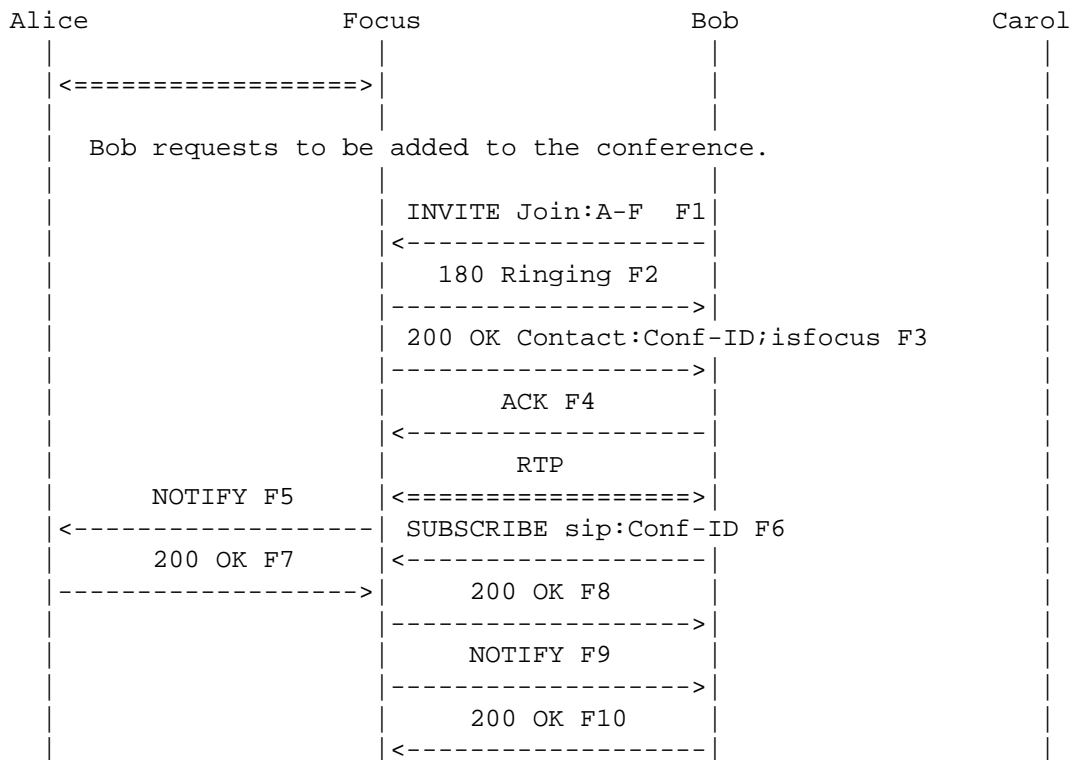 Alice Focus Bob Carol
Bob requests to be added to the conference.
INVITE Join:A-F F1
180 Ringing F2
200 OK Contact:Conf-ID;isfocus F3
ACK F4
RTP
NOTIFY F5
SUBSCRIBE sip:Conf-ID F6
200 OK F7
200 OK F8
NOTIFY F9
200 OK F10